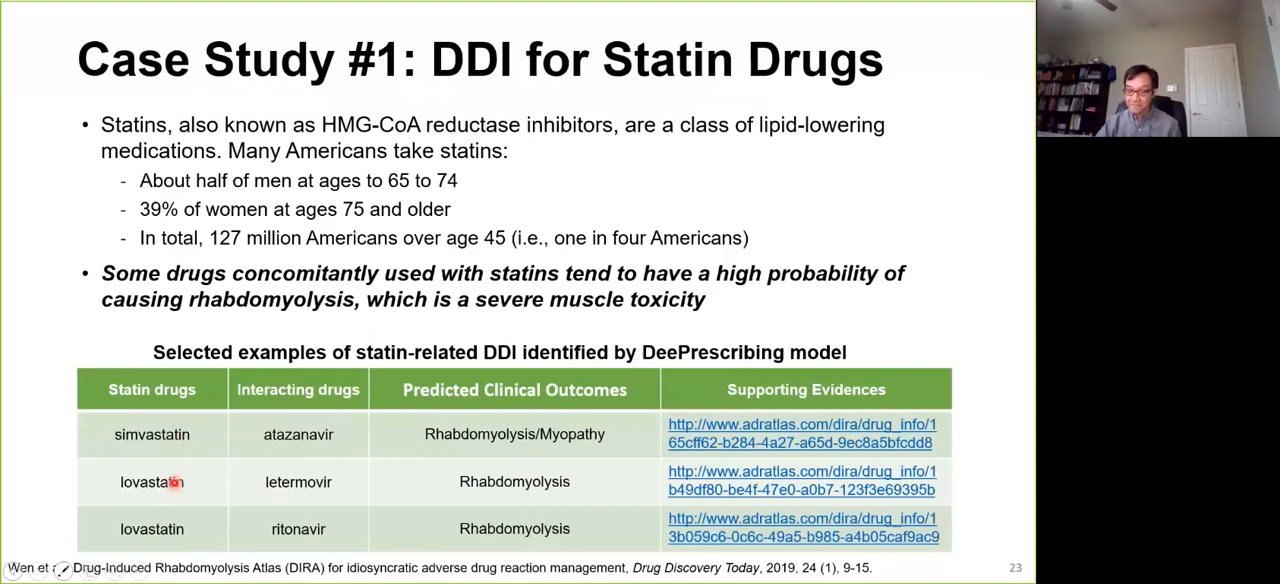 Case Study #1: DDI for Statin Drugs
• Statins, also known as HMG-CoA reductase inhibitors, are a class of lipid-lowering
medications. Many Americans take statins:
- About half of men at ages to 65 to 74
- 39% of women at ages 75 and older
- In total, 127 million Americans over age 45 (i.e., one in four Americans)
• Some drugs concomitantly used with statins tend to have a high probability of
causing rhabdomyolysis, which is a severe muscle toxicity
Selected examples of statin-related DDI identified by DeePrescribing model
Statin drugs Interacting drugs Predicted Clinical Outcomes Supporting Evidences
simvastatin atazanavir Rhabdomyolysis/Myopathy http://www.adratlas.com/dira/drug_info/1
65cff62-b284-4a27-a65d-9ec8a5bfcdd8
lovastatin letermovir Rhabdomyolysis http://www.adratlas.com/dira/drug_info/1
b49df80-be4f-47e0-a0b7-123f3e69395b
lovastatin ritonavir Rhabdomyolysis http://www.adratlas.com/dira/drug_info/1
3b059c6-0c6c-49a5-b985-a4b05caf9ac9
Wen et Drug-Induced Rhabdomyolysis Atlas (DIRA) for idiosyncratic adverse drug reaction management, Drug Discovery Today, 2019, 24 (1), 9-15.
23